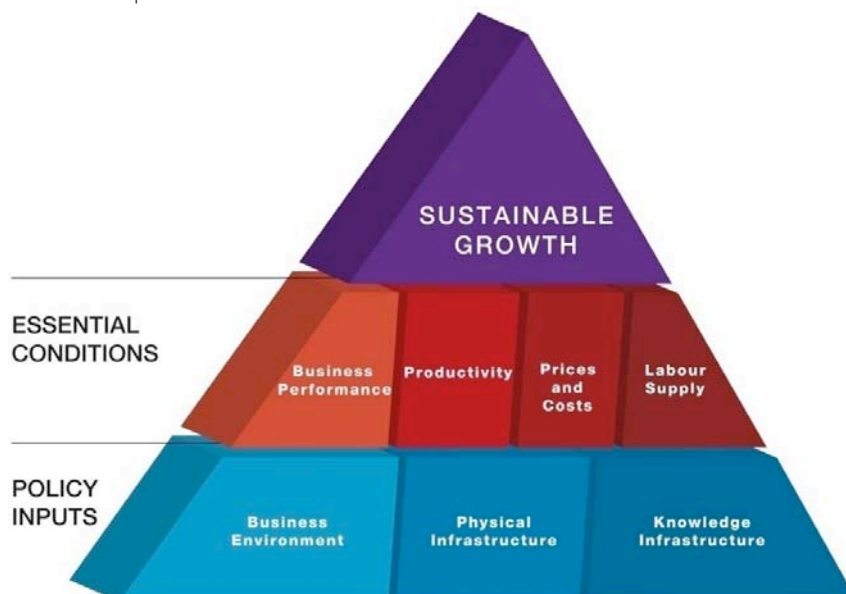 SUSTAINABLE
GROWTH
ESSENTIAL
CONDITIONS
Business
Performance
Productivity
Prices
and
Costs
Labour
Supply
POLICY
INPUTS
Business
Environment
Physical
Infrastructure
Knowledge
Infrastructure